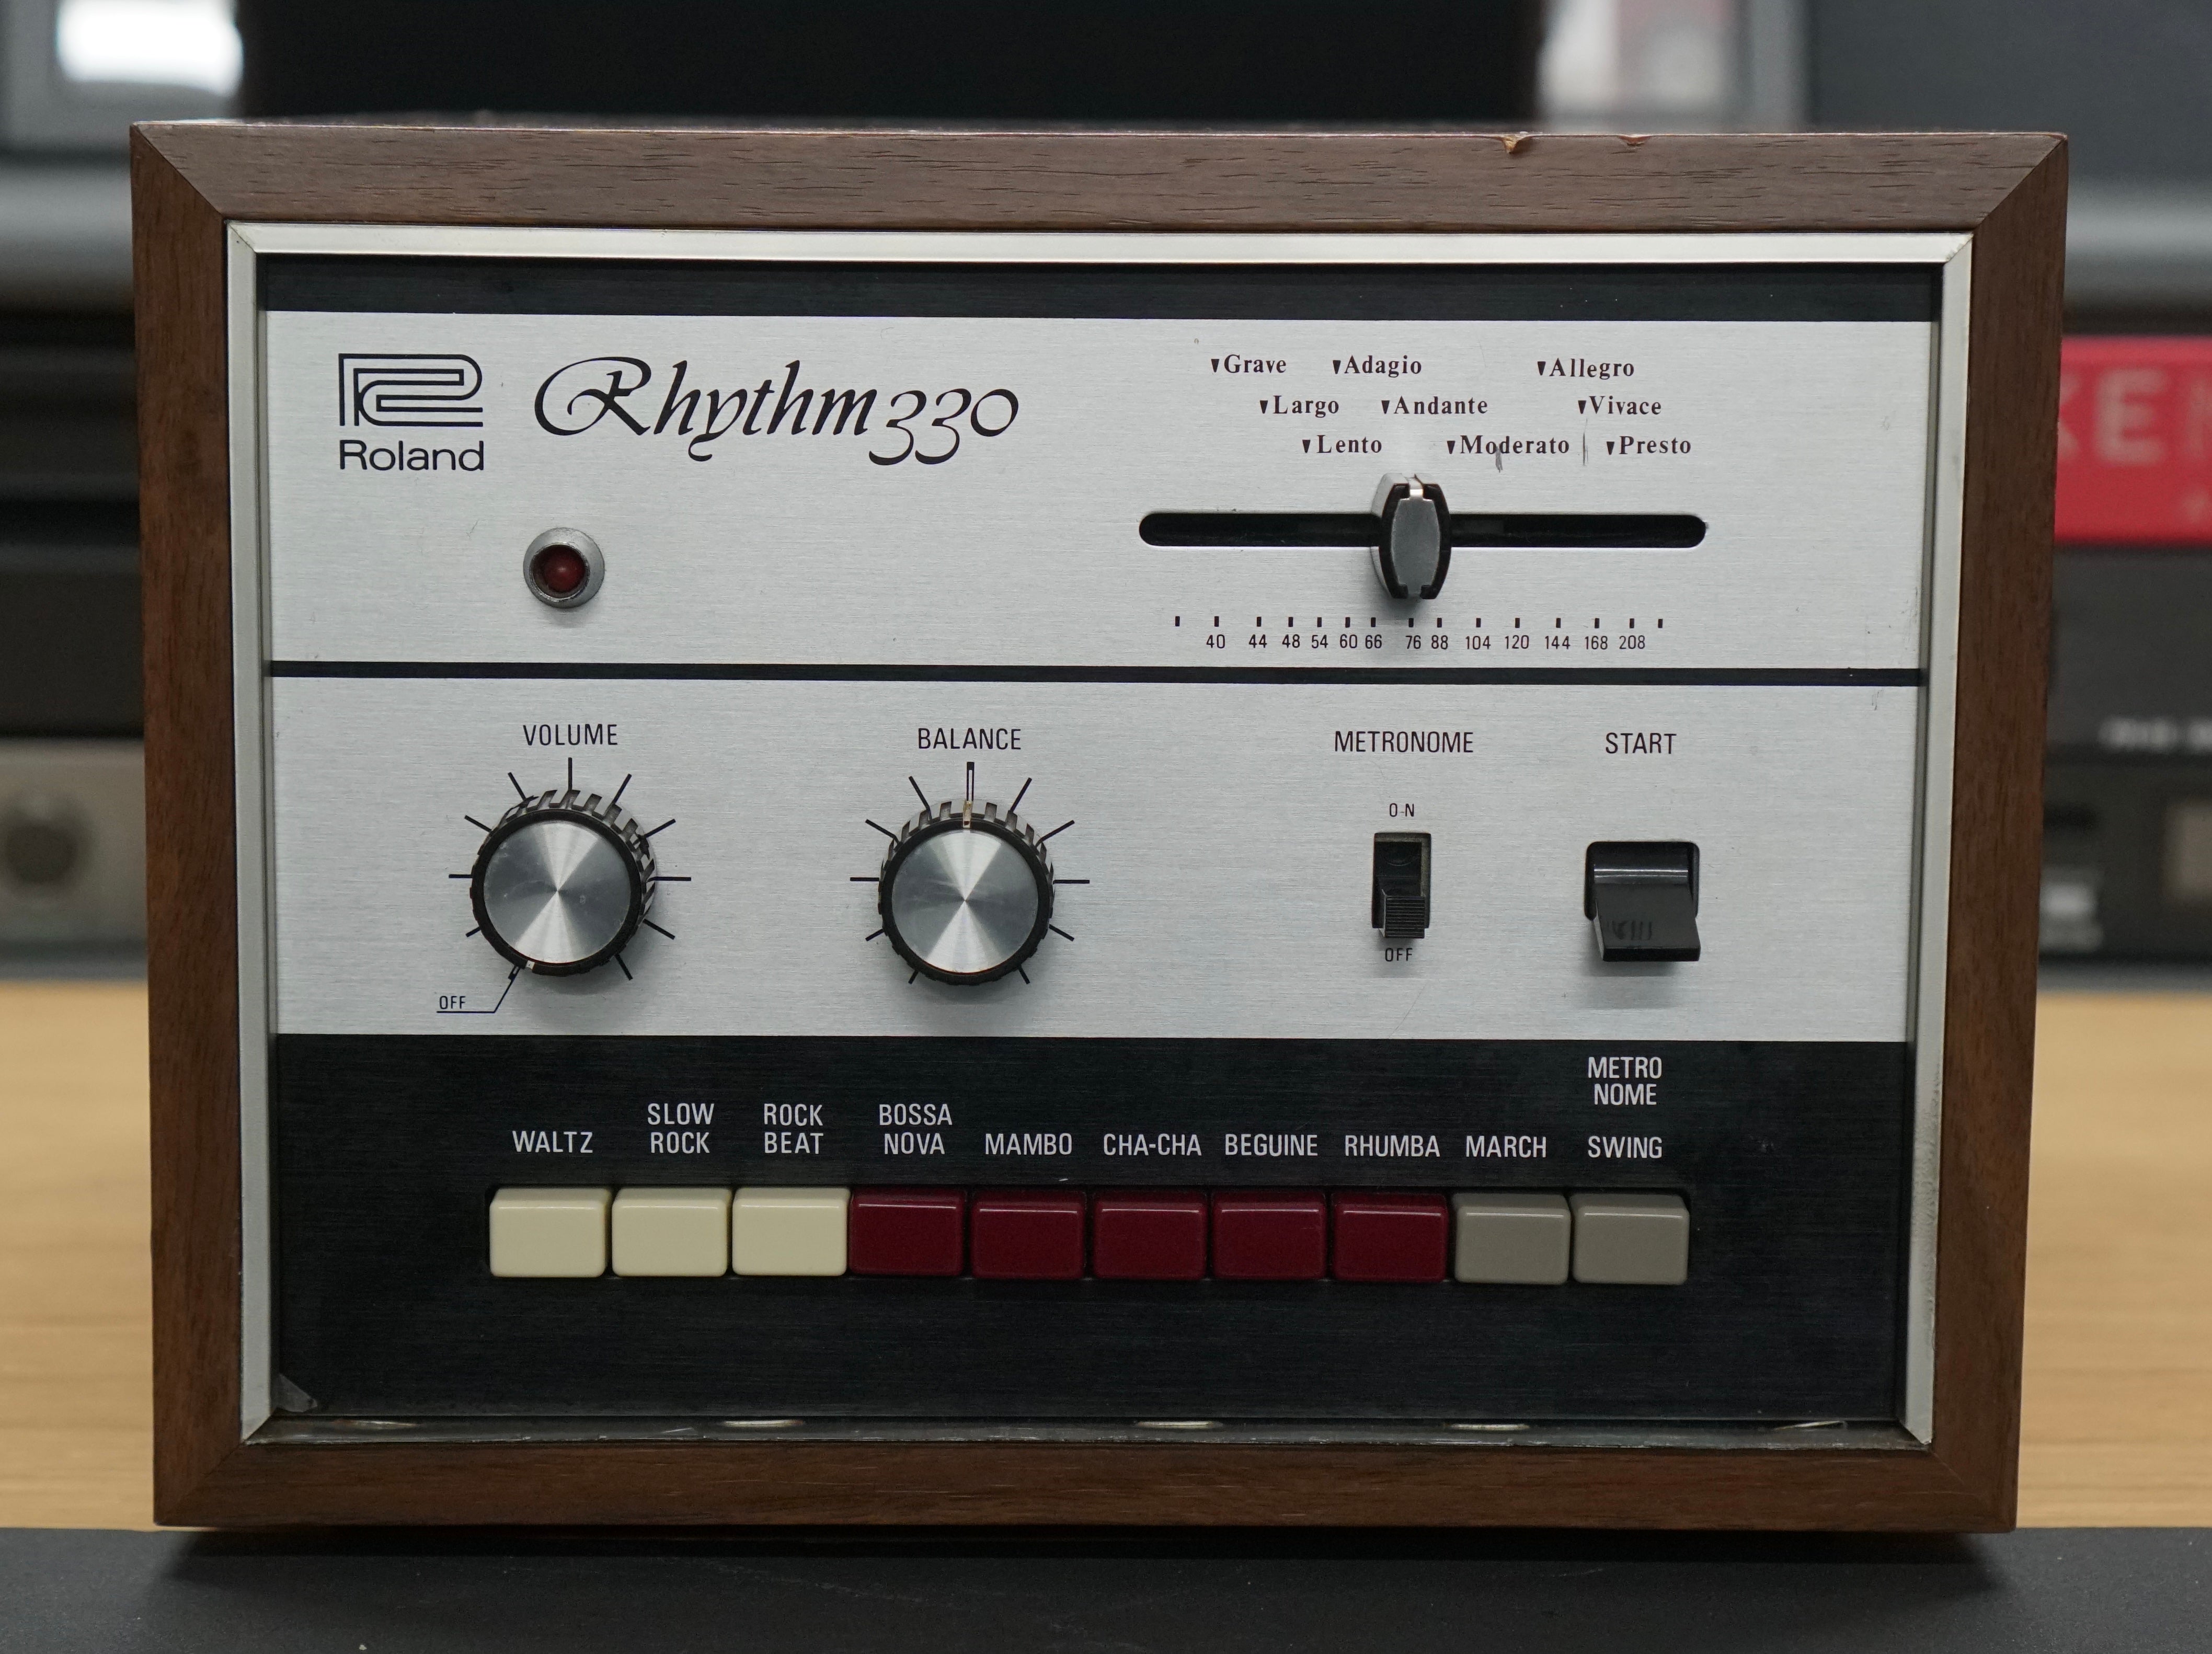 Roland
Rhythm 330
▼Grave ▼Adagio ▼Allegro
▼Largo ▼Andante ▼Vivace
▼Lento ▼Moderato ▼Presto
40 44 48 54 60 66 76 88 104 120 144 168 208
VOLUME BALANCE METRONOME START
ON
OFF
OFF
METRO
NOME
WALTZ
SLOW
ROCK
ROCK
BEAT
BOSSA
NOVA
MAMBO
CHA-CHA
BEGUINE
RHUMBA
MARCH
SWING